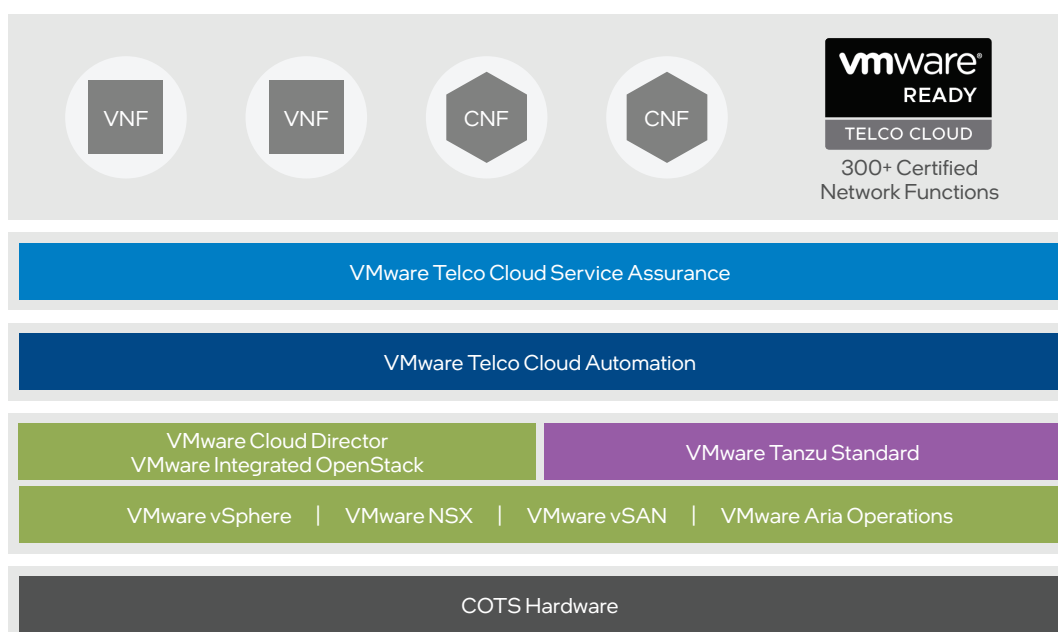 VNF
VNF
CNF
CNF
vmware®
READY
TELCO CLOUD
300+ Certified
Network Functions
VMware Telco Cloud Service Assurance
VMware Telco Cloud Automation
VMware Cloud Director
VMware Integrated OpenStack
VMware Tanzu Standard
VMware vSphere | VMware NSX | VMware vSAN | VMware Aria Operations
COTS Hardware